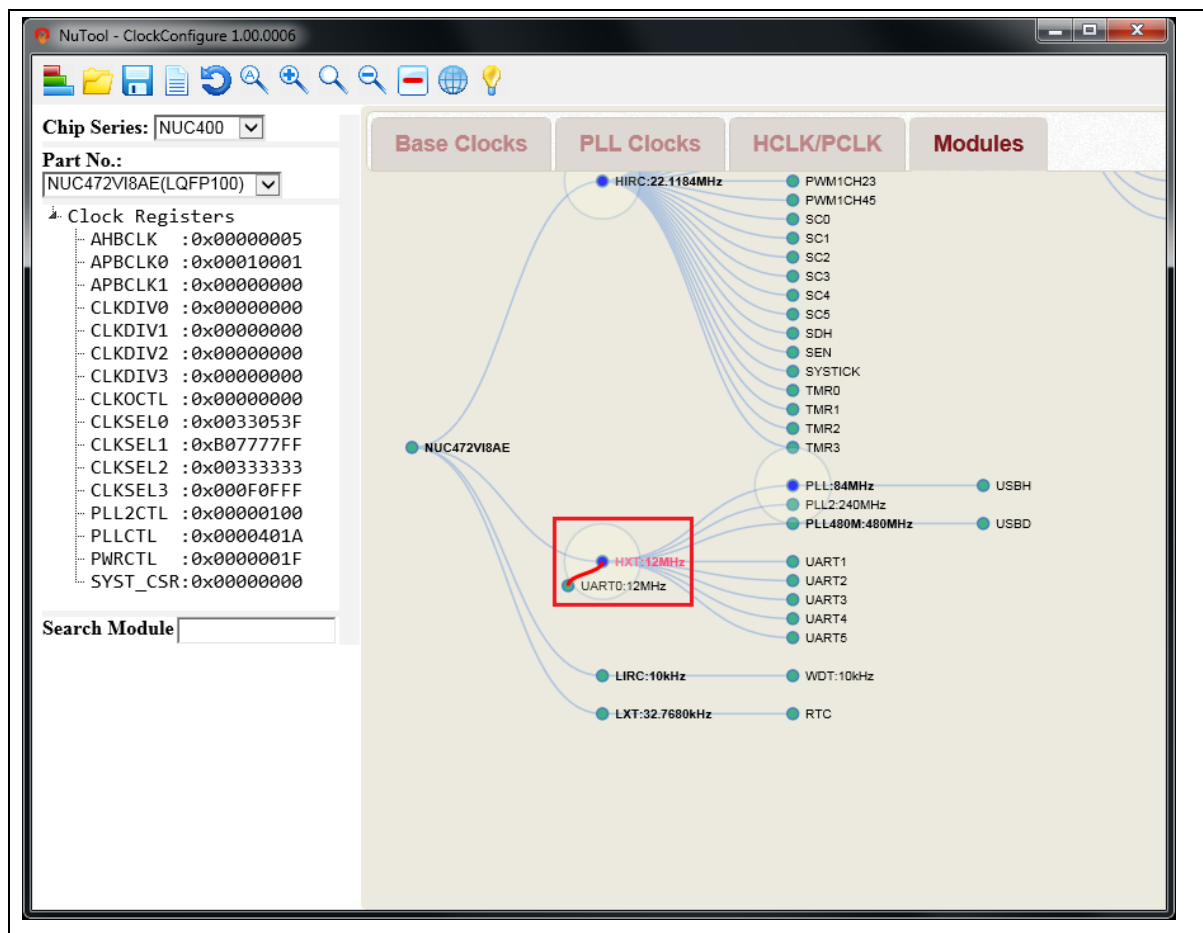 NuTool - ClockConfigure 1.00.0006
Chip Series: NUC400
Part No.:
NUC472VI8AE(LQFP100)
Clock Registers
AHBCLK :0x00000005
APBCLK0 :0x00010001
APBCLK1 :0x00000000
CLKDIV0 :0x00000000
CLKDIV1 :0x00000000
CLKDIV2 :0x00000000
CLKDIV3 :0x00000000
CLKOCTL :0x00000000
CLKSEL0 :0x0033053F
CLKSEL1 :0xB07777FF
CLKSEL2 :0x00333333
CLKSEL3 :0x000F0FFF
PLL2CTL :0x00000100
PLLCTL :0x0000401A
PWRCTL :0x0000001F
SYST_CSR:0x00000000
Search Module
Base Clocks PLL Clocks HCLK/PCLK Modules
HIRC:22.1184MHz PWM1CH23
PWM1CH45
SC0
SC1
SC2
SC3
SC4
SC5
SDH
SEN
SYSTICK
TMR0
TMR1
TMR2
NUC472VI8AE TMR3
PLL:84MHz USBH
PLL2:240MHz
PLL480M:480MHz USBD
HXT:12MHz UART1
UART0:12MHz UART2
UART3
UART4
UART5
LIRC:10kHz WDT:10kHz
LXT:32.7680kHz RTC